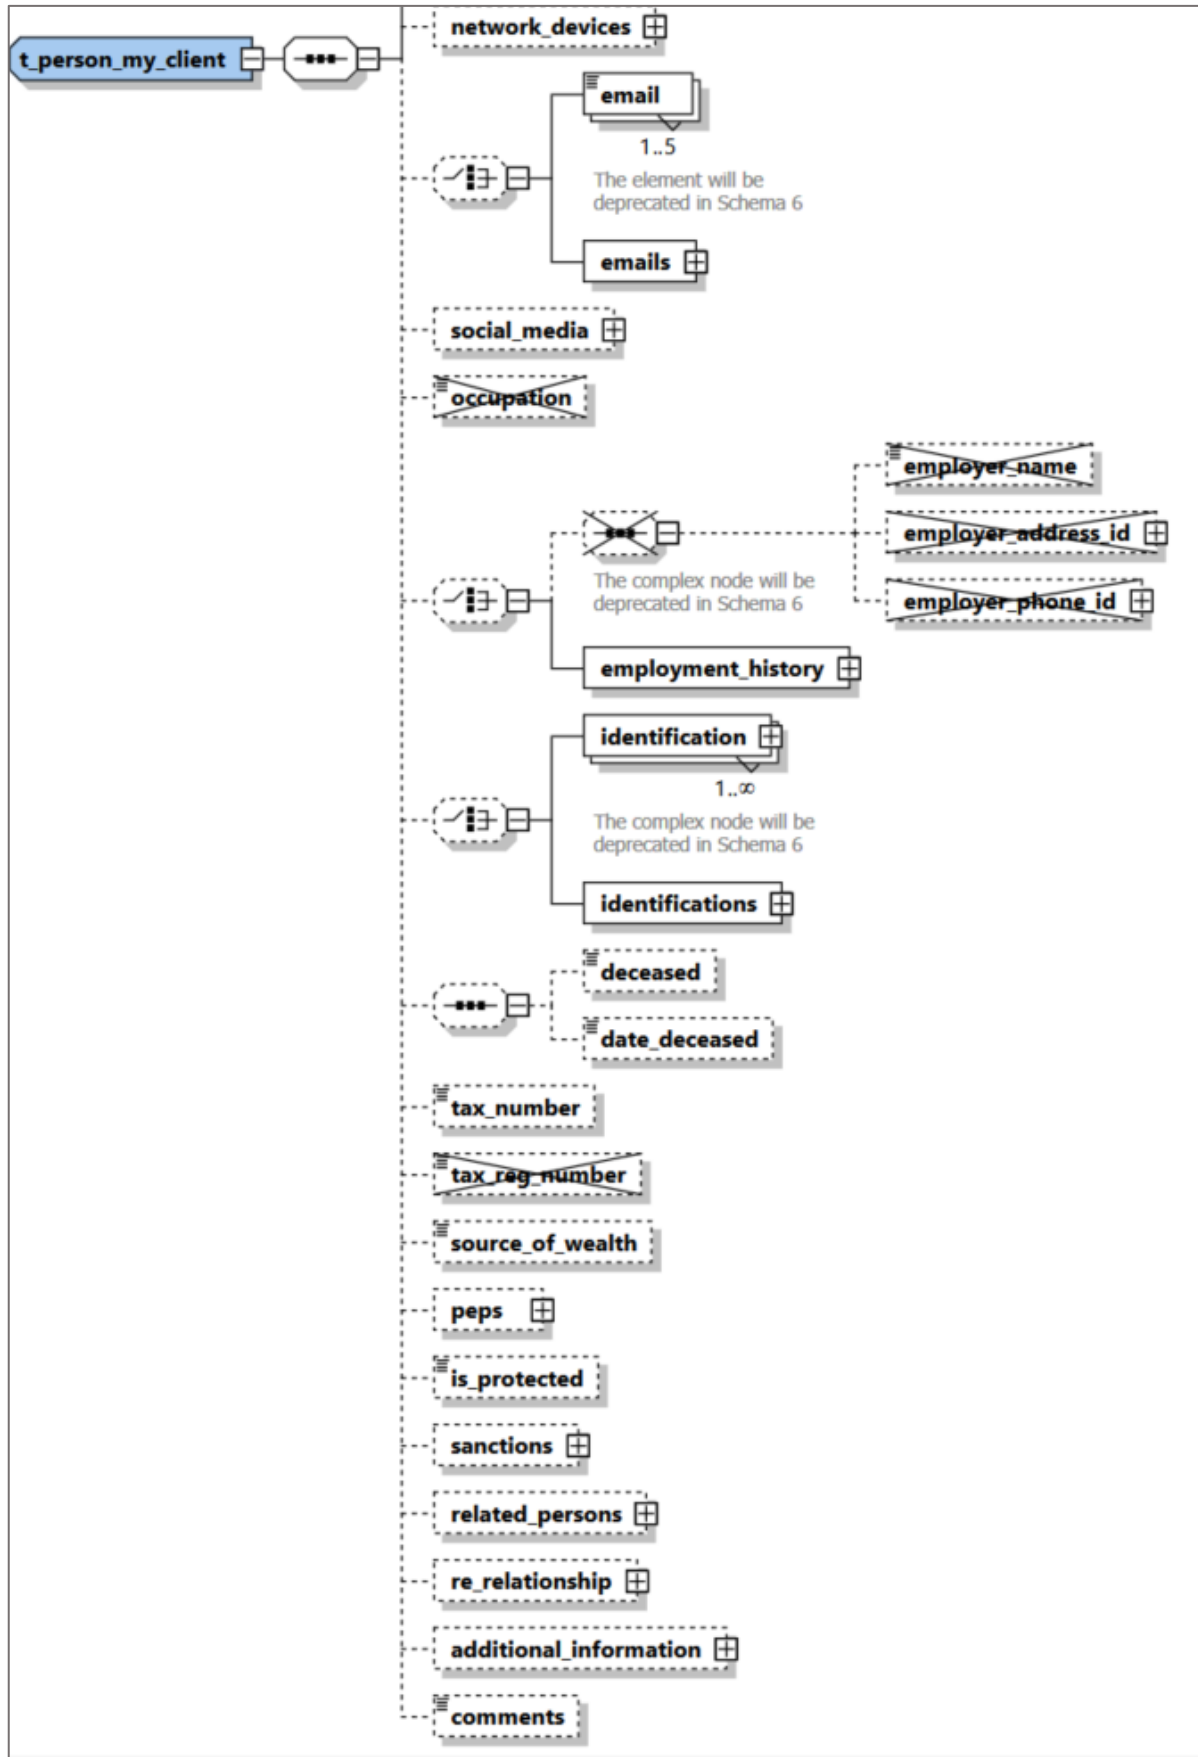 network_devices
t_person_my_client
email
1..5
The element will be
deprecated in Schema 6
emails
social_media
occupation
employer_name
employer_address_id
The complex node will be
deprecated in Schema 6
employer_phone_id
employment_history
identification
1..∞
The complex node will be
deprecated in Schema 6
identifications
deceased
date_deceased
tax_number
tax_reg_number
source_of_wealth
peps
is_protected
sanctions
related_persons
re_relationship
additional_information
comments